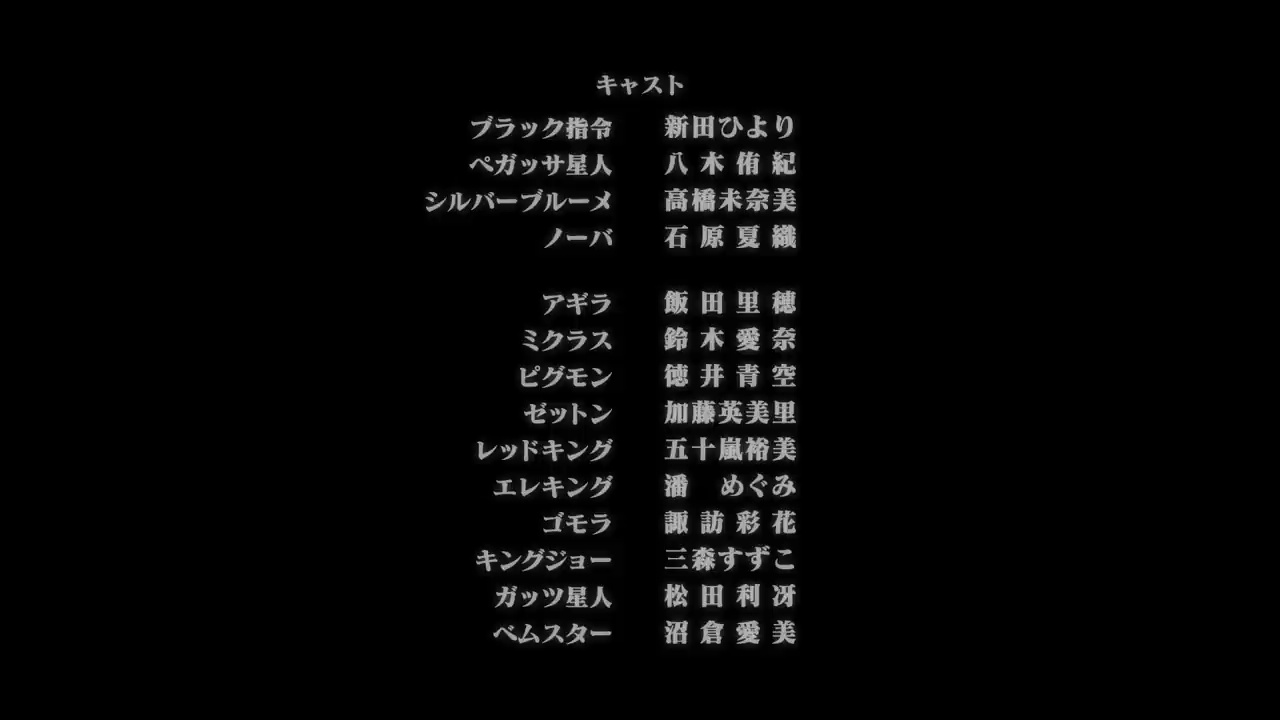 キャスト
ブラック指令 新田ひより
ペガッサ星人 八木侑紀
シルバーブルーメ 高橋未奈美
ノーバ 石原夏織
アギラ 飯田里穂
ミクラス 鈴木愛奈
ピグモン 徳井青空
ゼットン 加藤英美里
レッドキング 五十嵐裕美
エレキング 潘 めぐみ
ゴモラ 諏訪彩花
キングジョー 三森すずこ
ガッツ星人 松田利冴
ベムスター 沼倉愛美